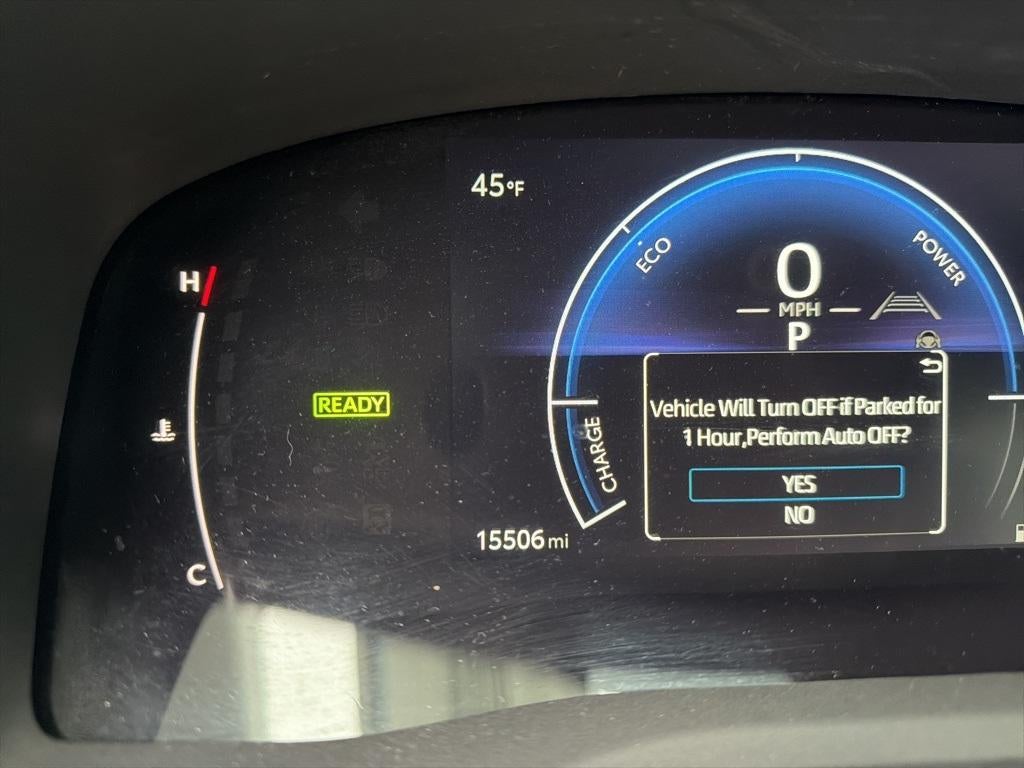 45°F
ECO
POWER
0
MPH
P
H
READY
Vehicle Will Turn OFF if Parked for
1 Hour,Perform Auto OFF?
CHARGE
YES
NO
15506 mi
C